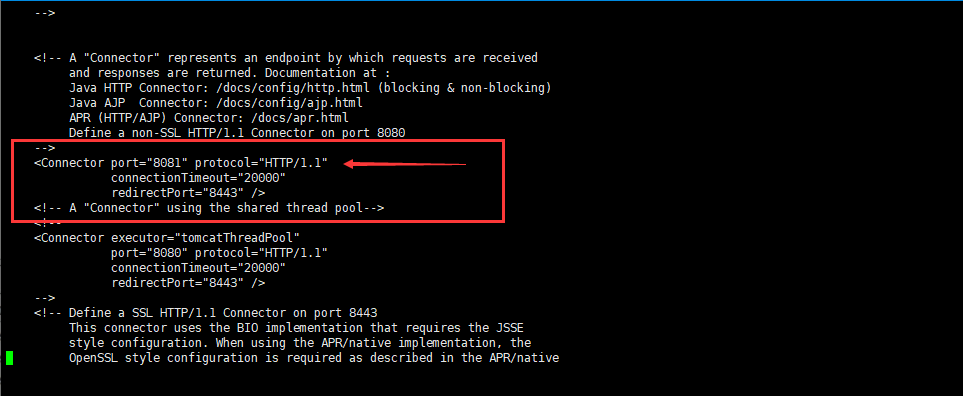 -->
<!-- A "Connector" represents an endpoint by which requests are received
and responses are returned. Documentation at :
Java HTTP Connector: /docs/config/http.html (blocking & non-blocking)
Java AJP  Connector: /docs/config/ajp.html
APR (HTTP/AJP) Connector: /docs/apr.html
Define a non-SSL HTTP/1.1 Connector on port 8080
-->
<Connector port="8081" protocol="HTTP/1.1"
connectionTimeout="20000"
redirectPort="8443" />
<!-- A "Connector" using the shared thread pool-->
<!--
<Connector executor="tomcatThreadPool"
port="8080" protocol="HTTP/1.1"
connectionTimeout="20000"
redirectPort="8443" />
-->
<!-- Define a SSL HTTP/1.1 Connector on port 8443
This connector uses the BIO implementation that requires the JSSE
style configuration. When using the APR/native implementation, the
OpenSSL style configuration is required as described in the APR/native